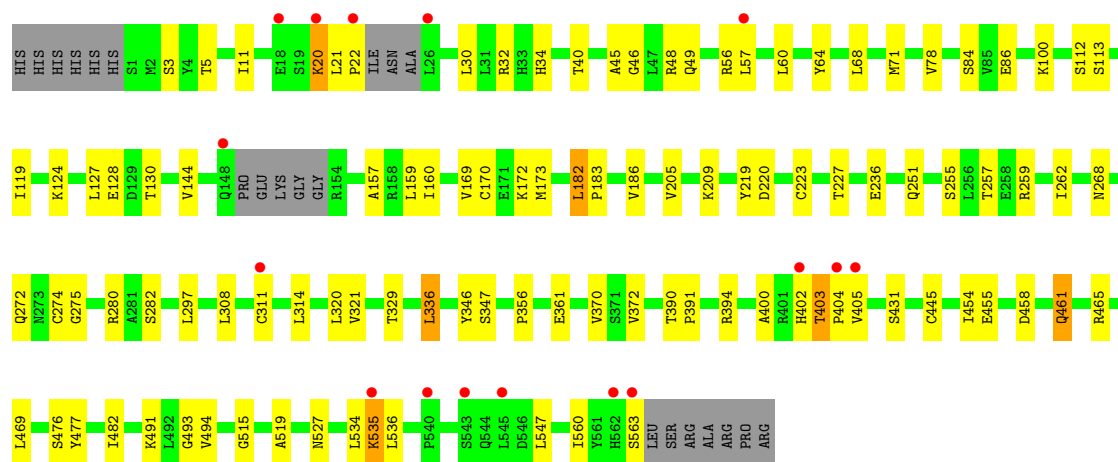 HIS HIS HIS HIS HIS HIS S1 M2 S3 Y4 T5 I11 E18 S19 K20 L21 P22 ILE ASN ALA L26 L30 L31 R32 H33 H34 T40 A45 G46 L47 R48 Q49 R56 L57 L60 Y64 L68 M71 V78 S84 V85 E86 K100 S112 S113
I119 K124 L127 E128 D129 T130 V144 Q148 PRO GLU LYS GLY GLY R154 A157 R158 L159 I160 V169 C170 E171 K172 M173 L182 P183 V186 V205 K209 Y219 D220 C223 T227 E236 Q251 S255 L256 T257 E258 R259 I262 N268
Q272 N273 C274 G275 R280 A281 S282 L297 L308 C311 L314 L320 V321 T329 L336 Y346 S347 P356 E361 V370 S371 V372 T390 P391 R394 A400 R401 H402 T403 P404 V405 S431 C445 I454 E455 D458 Q461 R465
L469 S476 Y477 I482 K491 L492 G493 V494 G515 A519 N527 L534 K535 L536 P540 S543 Q544 L545 D546 L547 I560 Y561 H562 S563 LEU SER ARG ALA ARG PRO ARG